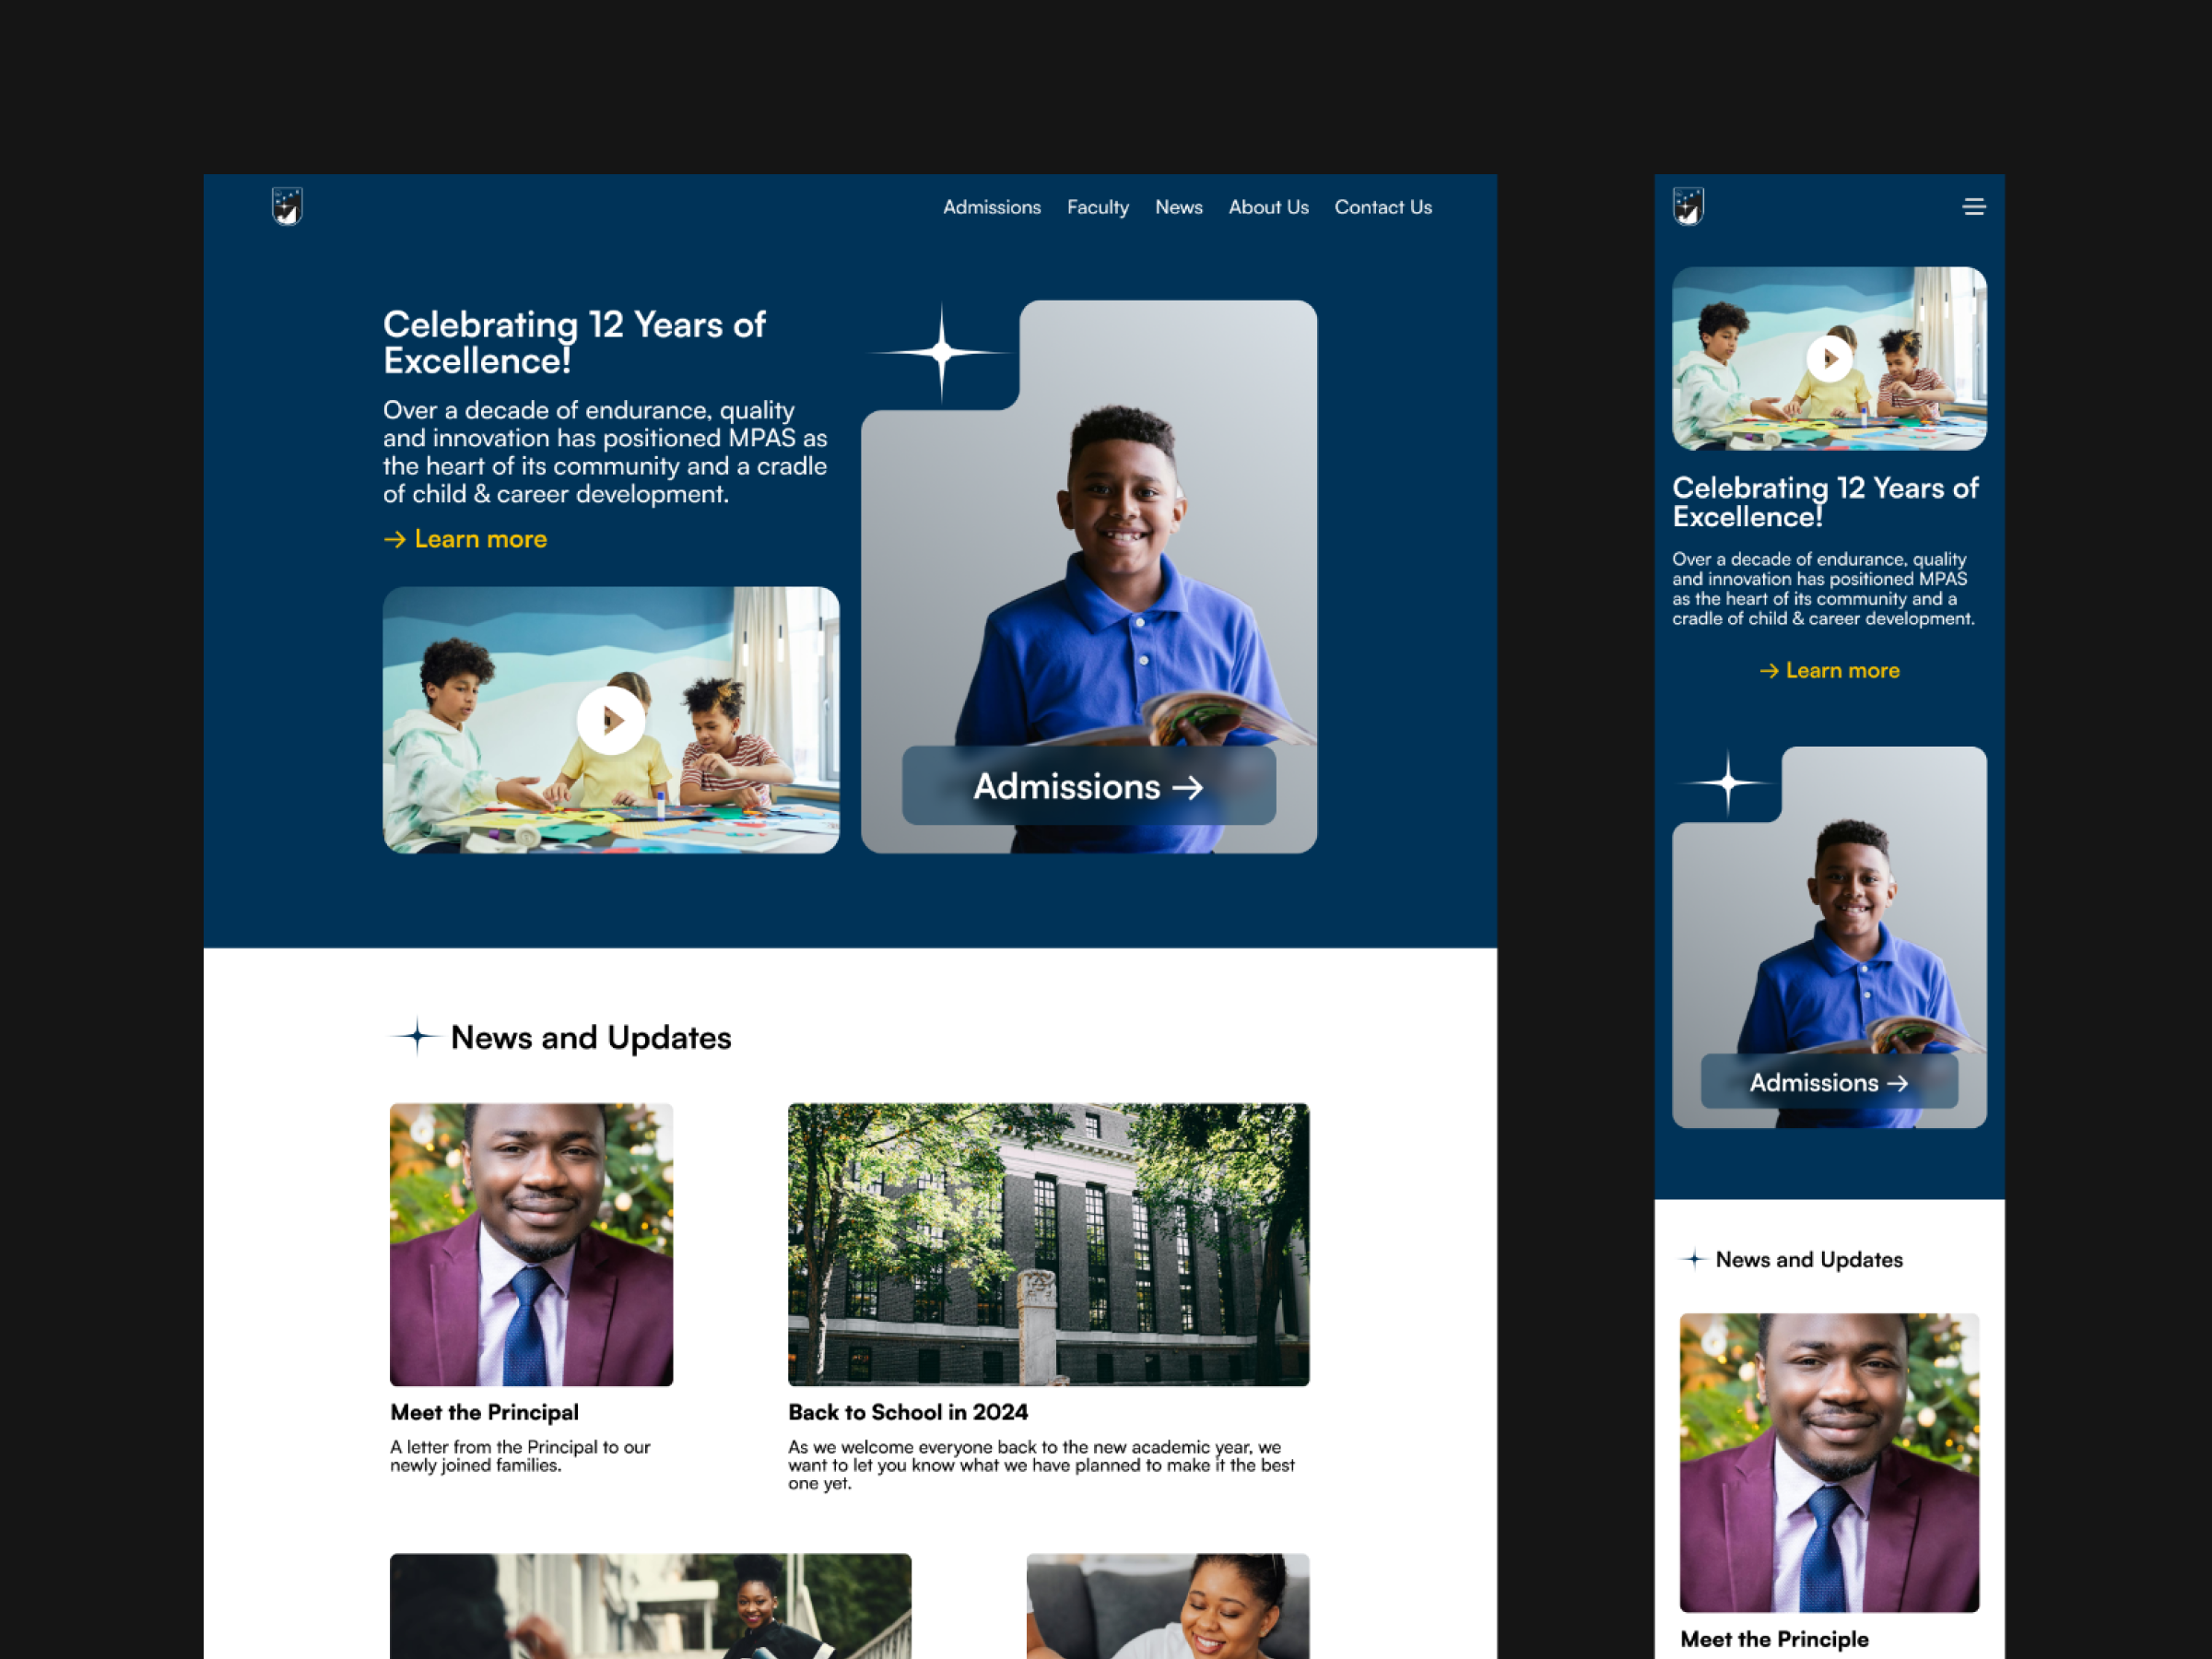 Admissions Faculty News About Us Contact Us
Celebrating 12 Years of
Excellence!
Over a decade of endurance, quality
and innovation has positioned MPAS as
the heart of its community and a cradle
of child & career development.
→ Learn more
Admissions →
News and Updates
Meet the Principal
A letter from the Principal to our
newly joined families.
Back to School in 2024
As we welcome everyone back to the new academic year, we
want to let you know what we have planned to make it the best
one yet.
Celebrating 12 Years of
Excellence!
Over a decade of endurance, quality
and innovation has positioned MPAS
as the heart of its community and a
cradle of child & career development.
→ Learn more
Admissions →
News and Updates
Meet the Principle